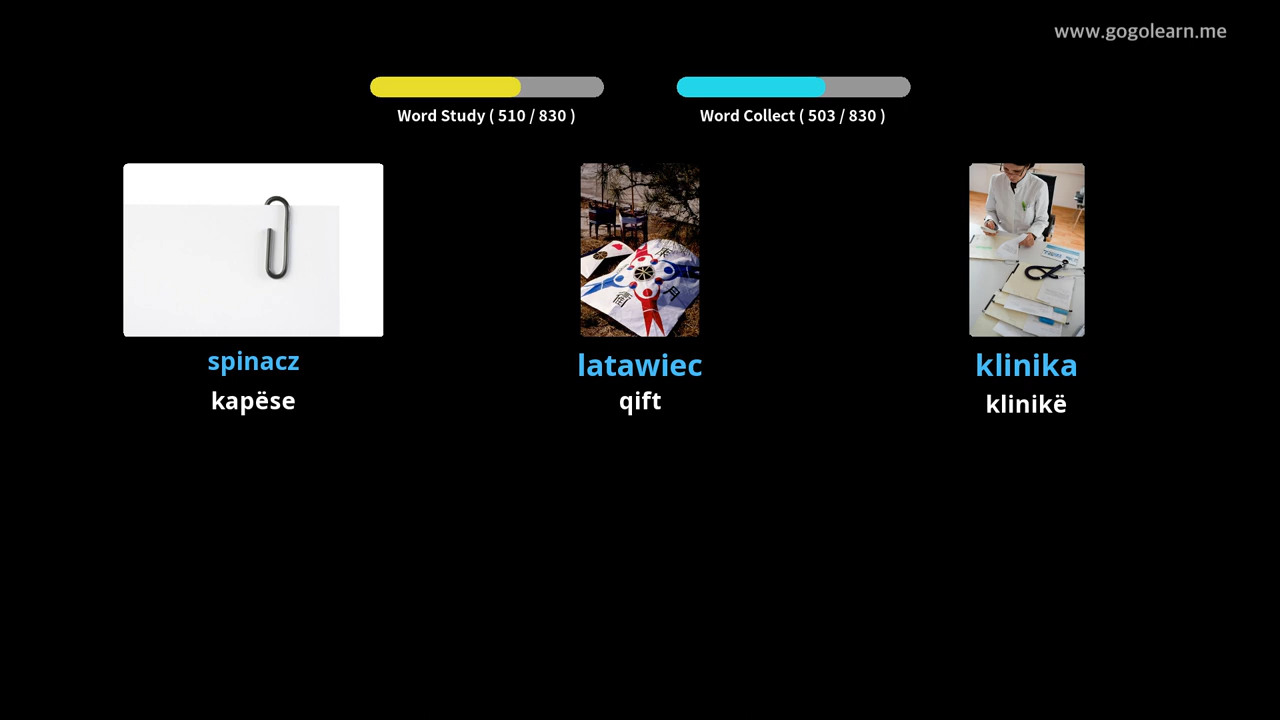 www.gogolearn.me
Word Study ( 510 / 830 )
Word Collect ( 503 / 830 )
spinacz
kapëse
latawiec
qift
klinika
klinikë